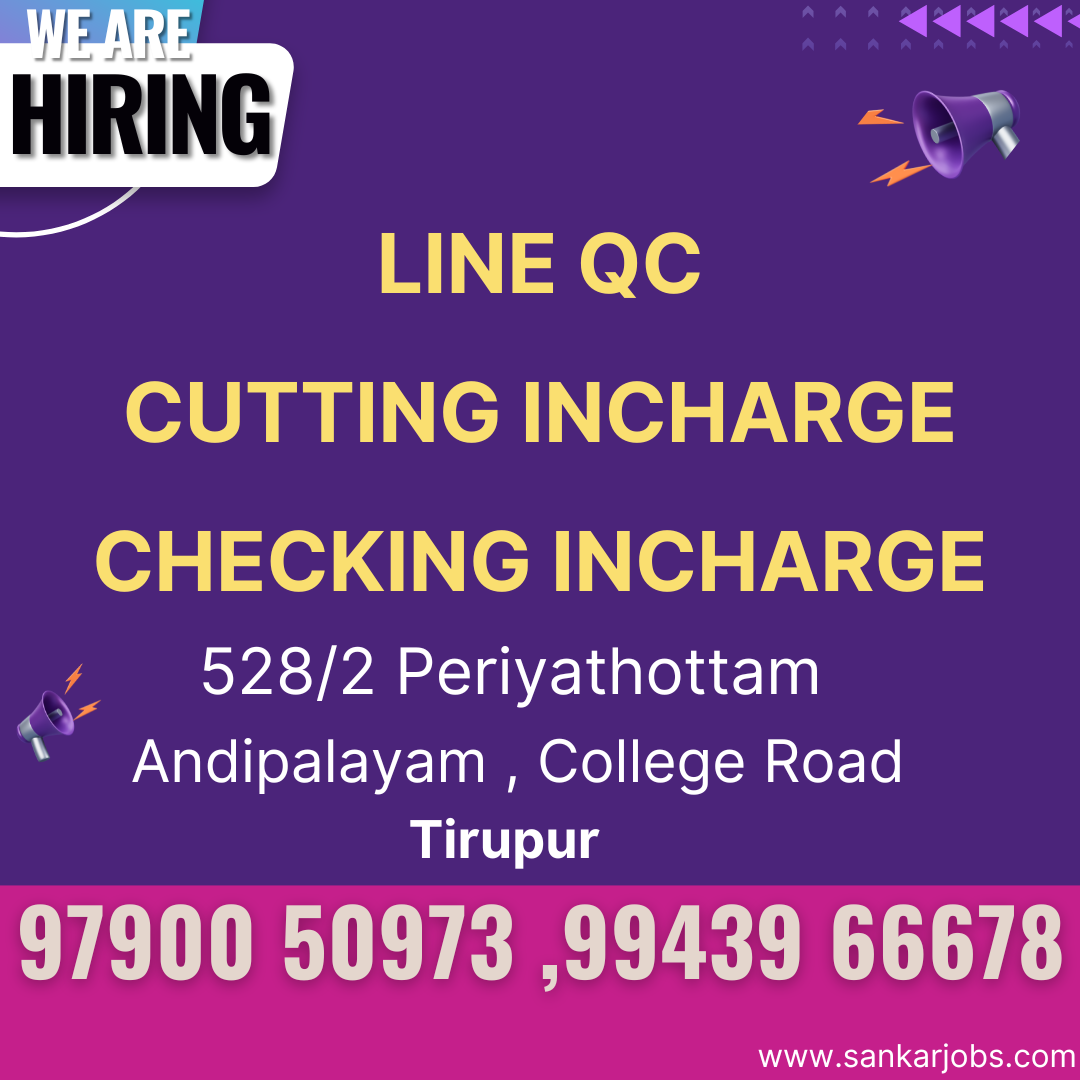 WE ARE
HIRING
LINE QC
CUTTING INCHARGE
CHECKING INCHARGE
528/2 Periyathottam
Andipalayam , College Road
Tirupur
97900 50973 ,99439 66678
www.sankarjobs.com